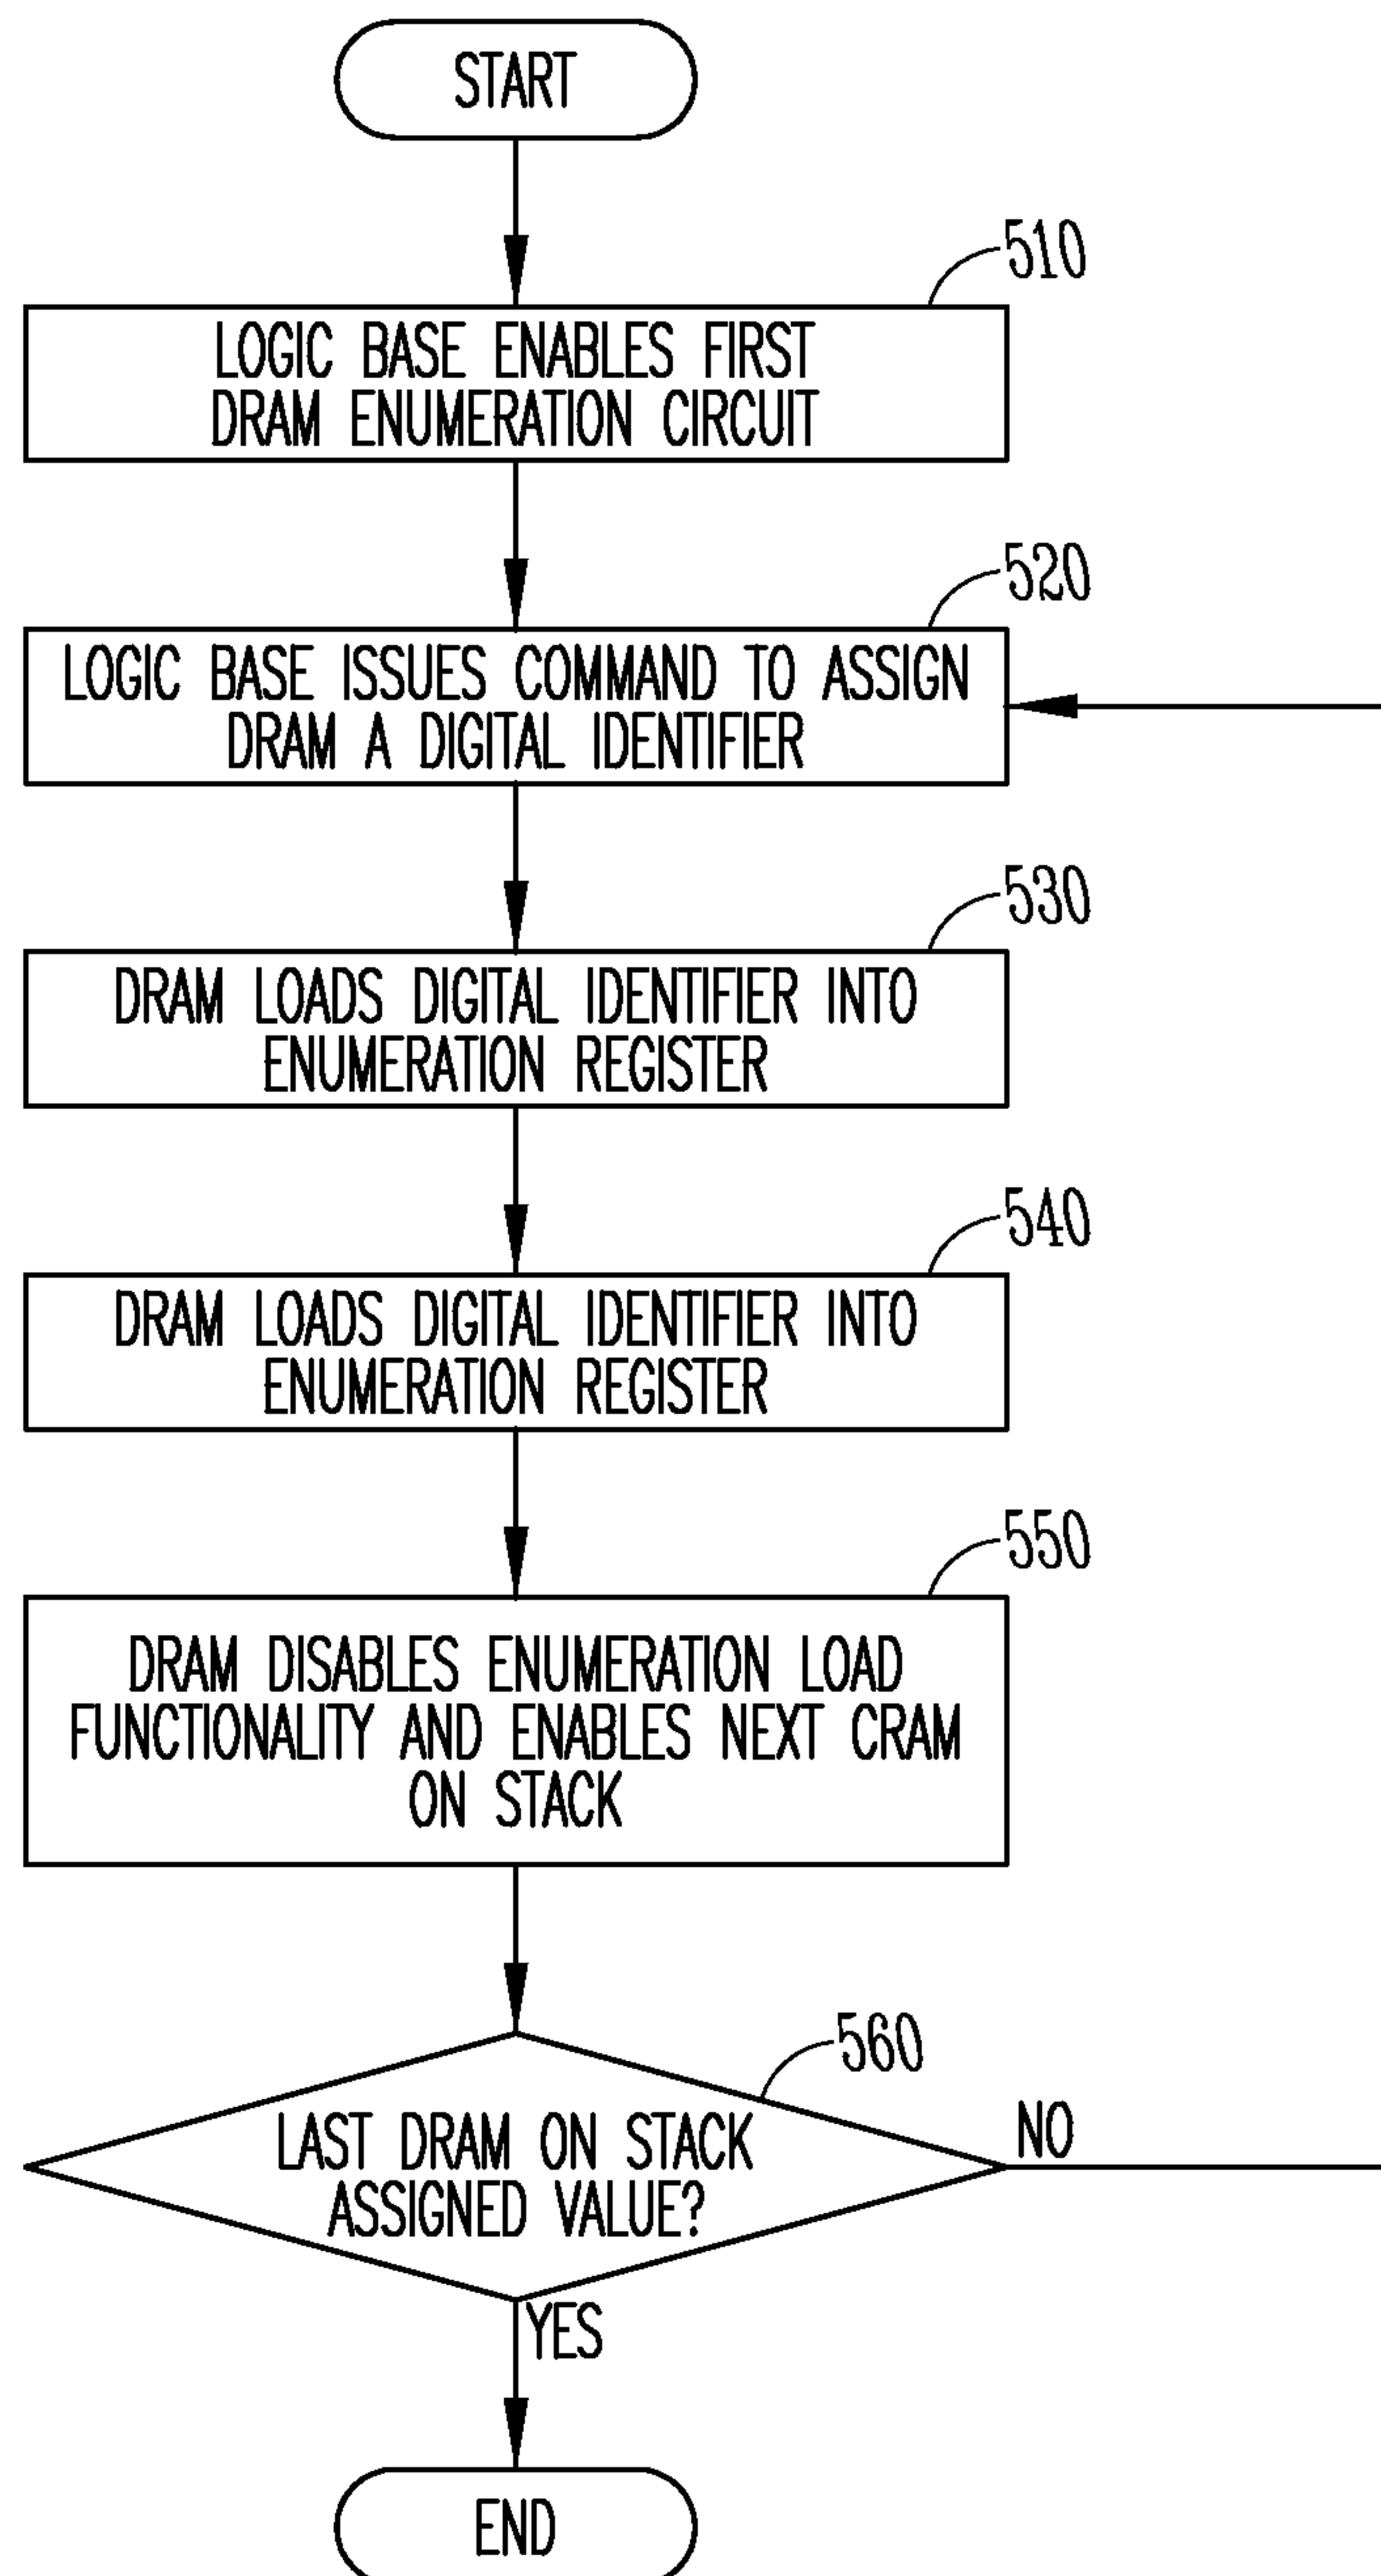 START
510
LOGIC BASE ENABLES FIRST
DRAM ENUMERATION CIRCUIT
520
LOGIC BASE ISSUES COMMAND TO ASSIGN
DRAM A DIGITAL IDENTIFIER
530
DRAM LOADS DIGITAL IDENTIFIER INTO
ENUMERATION REGISTER
540
DRAM LOADS DIGITAL IDENTIFIER INTO
ENUMERATION REGISTER
550
DRAM DISABLES ENUMERATION LOAD
FUNCTIONALITY AND ENABLES NEXT CRAM
ON STACK
560
LAST DRAM ON STACK
ASSIGNED VALUE?
NO
YES
END